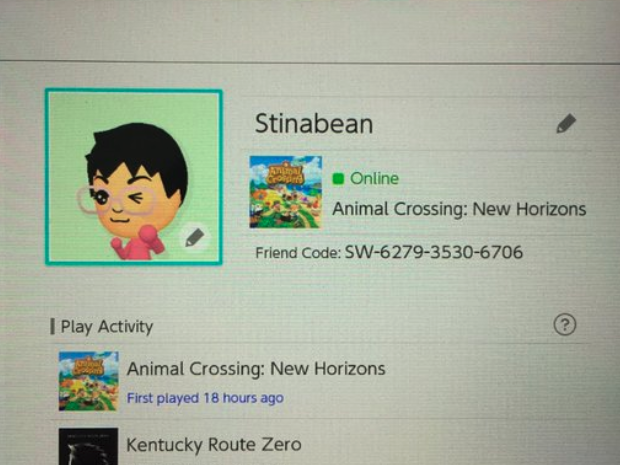 Stinabean
Animal Crossing
Online
Animal Crossing: New Horizons
Friend Code: SW-6279-3530-6706
Play Activity
?
Animal Crossing
Animal Crossing: New Horizons
First played 18 hours ago
Kentucky Route Zero